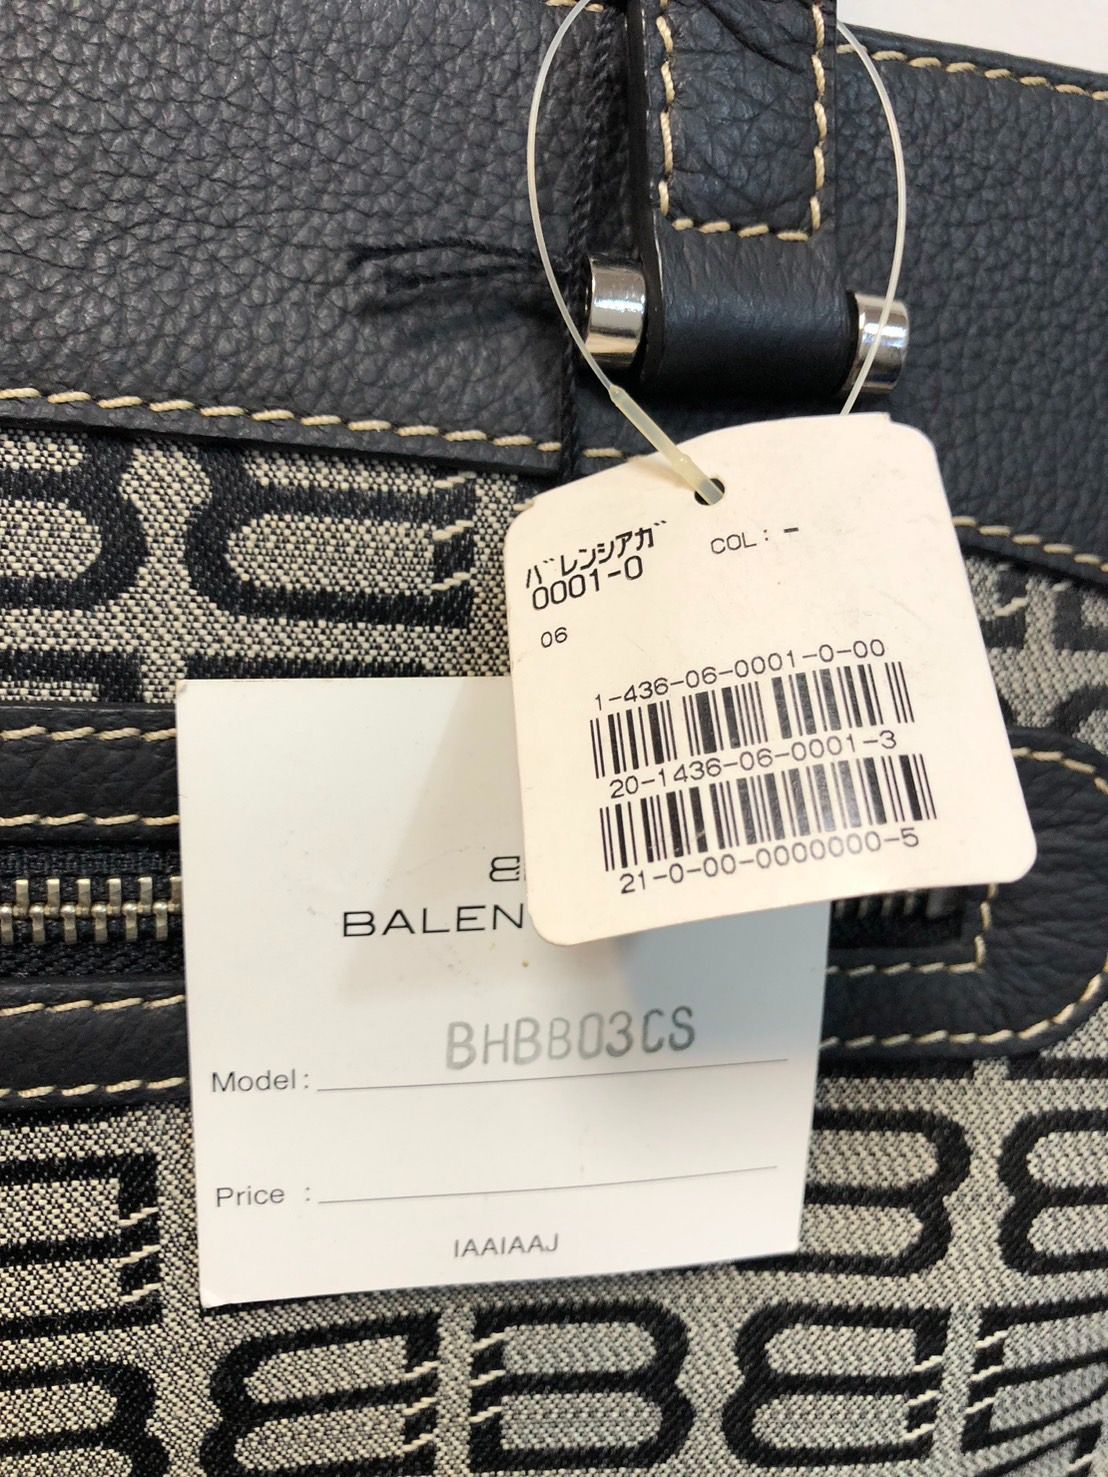 バレンシアガ COL: -
0001-0
06
1-436-06-0001-0-00
20-1436-06-0001-3
21-0-00-0000000-5
BALEN
BHBB03CS
Model:
Price :
IAAIAAJ